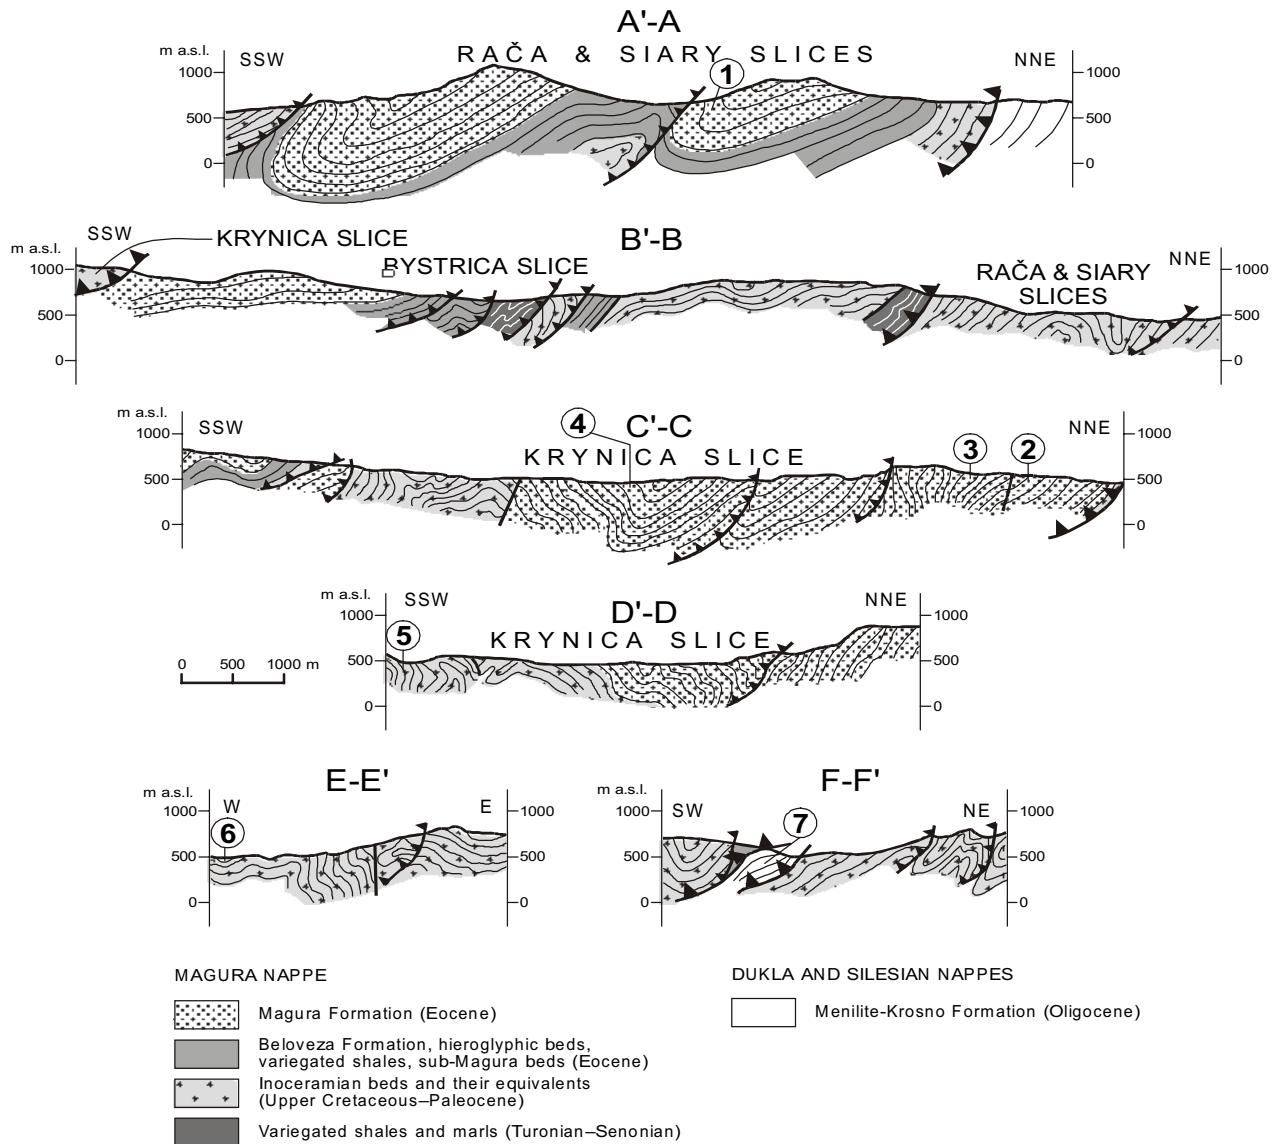 A'-A
m a.s.l.
SSW
RAČA & SIARY SLICES
NNE
1
1000
1000
500
500
0
0
B'-B
m a.s.l.
SSW
KRYNICA SLICE
BYSTRICA SLICE
RAČA & SIARY
SLICES
NNE
1000
1000
500
500
0
0
C'-C
m a.s.l.
SSW
4
KRYNICA SLICE
3
2
NNE
1000
1000
500
500
0
0
D'-D
m a.s.l.
SSW
KRYNICA SLICE
NNE
5
1000
1000
500
500
0
0
0 500 1000 m
E-E'
m a.s.l.
W
E
6
1000
1000
500
500
0
0
F-F'
m a.s.l.
SW
7
NE
1000
1000
500
500
0
0
MAGURA NAPPE
Magura Formation (Eocene)
Beloveza Formation, hieroglyphic beds,
variegated shales, sub-Magura beds (Eocene)
Inoceramian beds and their equivalents
(Upper Cretaceous–Paleocene)
Variegated shales and marls (Turonian–Senonian)
DUKLA AND SILESIAN NAPPES
Menilite-Krosno Formation (Oligocene)